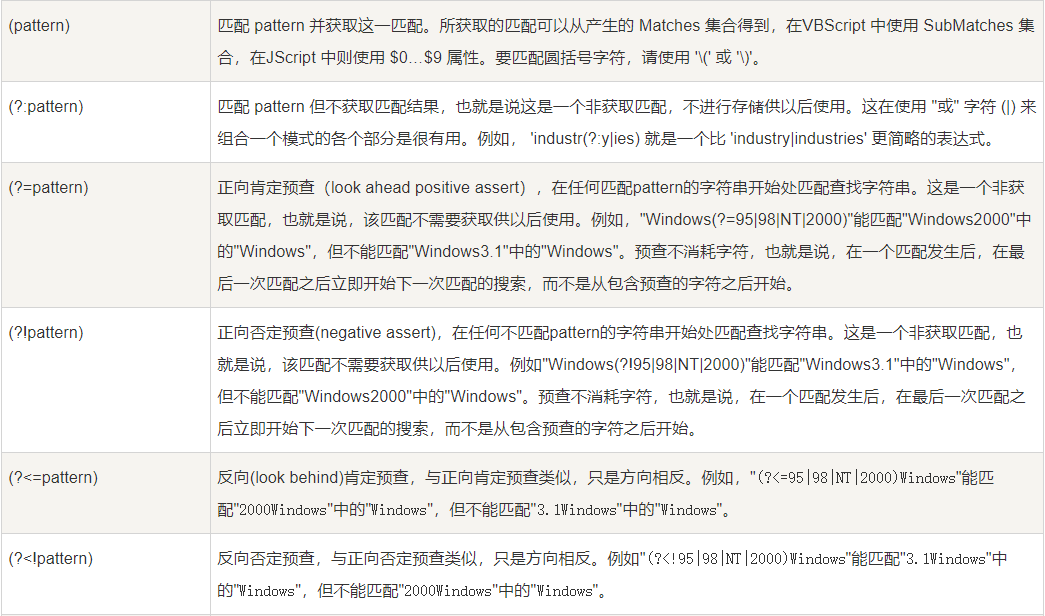 (pattern)
匹配 pattern 并获取这一匹配。所获取的匹配可以从产生的 Matches 集合得到，在VBScript 中使用 SubMatches 集
合，在JScript 中则使用 $0…$9 属性。要匹配圆括号字符，请使用 '\(' 或 '\)'。
(?:pattern)
匹配 pattern 但不获取匹配结果，也就是说这是一个非获取匹配，不进行存储供以后使用。这在使用 "或" 字符 (|) 来
组合一个模式的各个部分是很有用。例如， 'industr(?:y|ies) 就是一个比 'industry|industries' 更简略的表达式。
(?=pattern)
正向肯定预查（look ahead positive assert），在任何匹配pattern的字符串开始处匹配查找字符串。这是一个非获
取匹配，也就是说，该匹配不需要获取供以后使用。例如，"Windows(?=95|98|NT|2000)"能匹配"Windows2000"中
的"Windows"，但不能匹配"Windows3.1"中的"Windows"。预查不消耗字符，也就是说，在一个匹配发生后，在最
后一次匹配之后立即开始下一次匹配的搜索，而不是从包含预查的字符之后开始。
(?!pattern)
正向否定预查(negative assert)，在任何不匹配pattern的字符串开始处匹配查找字符串。这是一个非获取匹配，也
就是说，该匹配不需要获取供以后使用。例如"Windows(?!95|98|NT|2000)"能匹配"Windows3.1"中的"Windows"，
但不能匹配"Windows2000"中的"Windows"。预查不消耗字符，也就是说，在一个匹配发生后，在最后一次匹配之
后立即开始下一次匹配的搜索，而不是从包含预查的字符之后开始。
(?<=pattern)
反向(look behind)肯定预查，与正向肯定预查类似，只是方向相反。例如，"(?<=95|98|NT|2000)Windows"能匹
配"2000Windows"中的"Windows"，但不能匹配"3.1Windows"中的"Windows"。
(?<!pattern)
反向否定预查，与正向否定预查类似，只是方向相反。例如"(?<!95|98|NT|2000)Windows"能匹配"3.1Windows"中
的"Windows"，但不能匹配"2000Windows"中的"Windows"。